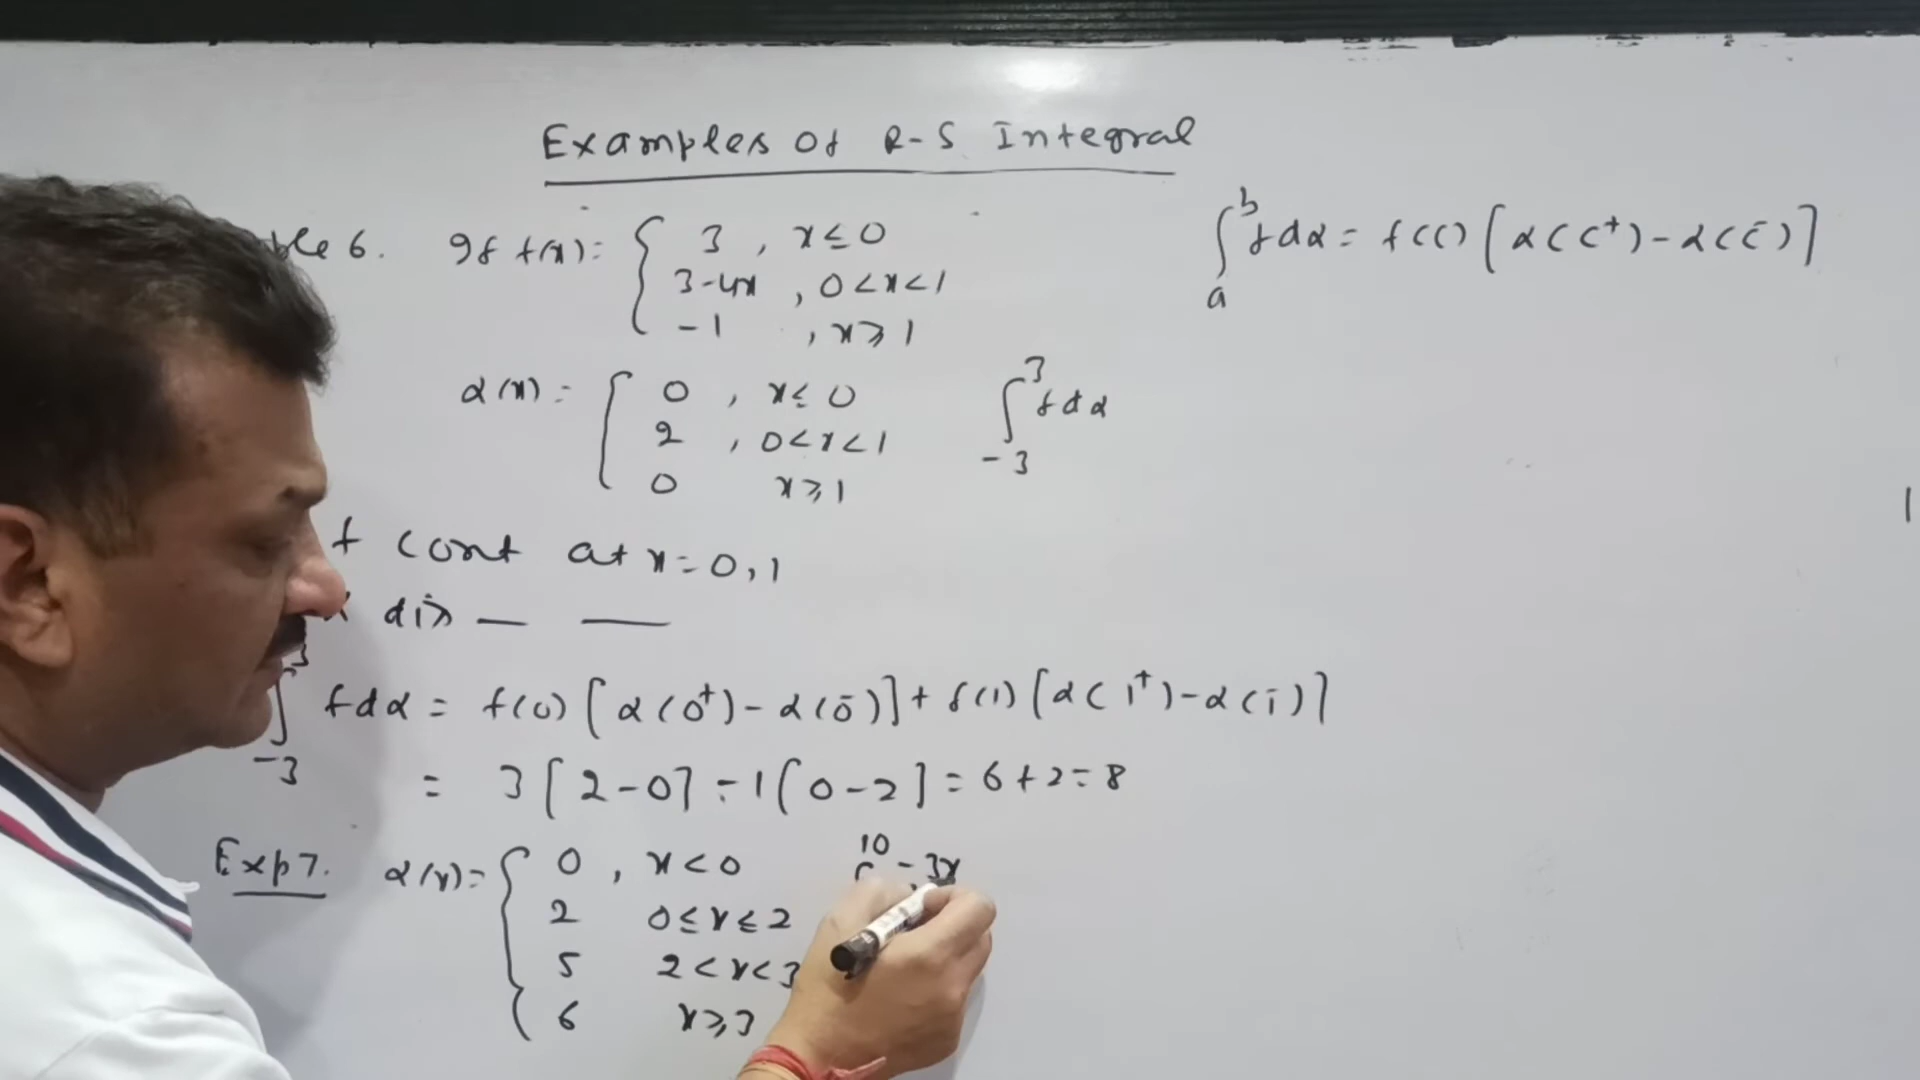 Examples of R-S Integral
ble 6. If f(x) = { 3 , x ≤ 0
3-4x , 0 < x < 1
-1 , x ≥ 1
∫_a^b f dα = f(c) [α(c⁺) - α(c⁻)]
α(x) = { 0 , x ≤ 0
2 , 0 < x < 1
0 x ≥ 1
∫_{-3}^3 f dα
f cont at x = 0, 1
dis — —
∫_{-3}^3 f dα = f(0) [α(0⁺) - α(0⁻)] + f(1) [α(1⁺) - α(1⁻)]
= 3 [2-0] - 1 [0-2] = 6 + 2 = 8
Exp 7. α(x) = { 0 , x < 0
2 0 ≤ x ≤ 2
5 2 < x < 3
6 x ≥ 3
10 -3x